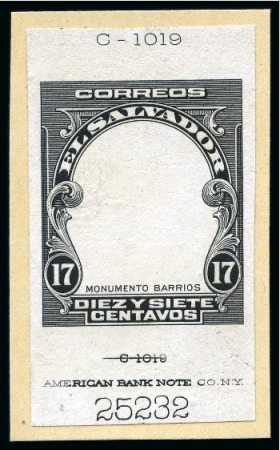 C - 1019
CORREOS
EL SALVADOR
17 17
MONUMENTO BARRIOS
DIEZ Y SIETE
CENTAVOS
C-1019
AMERICAN BANK NOTE CO. N.Y.
25232